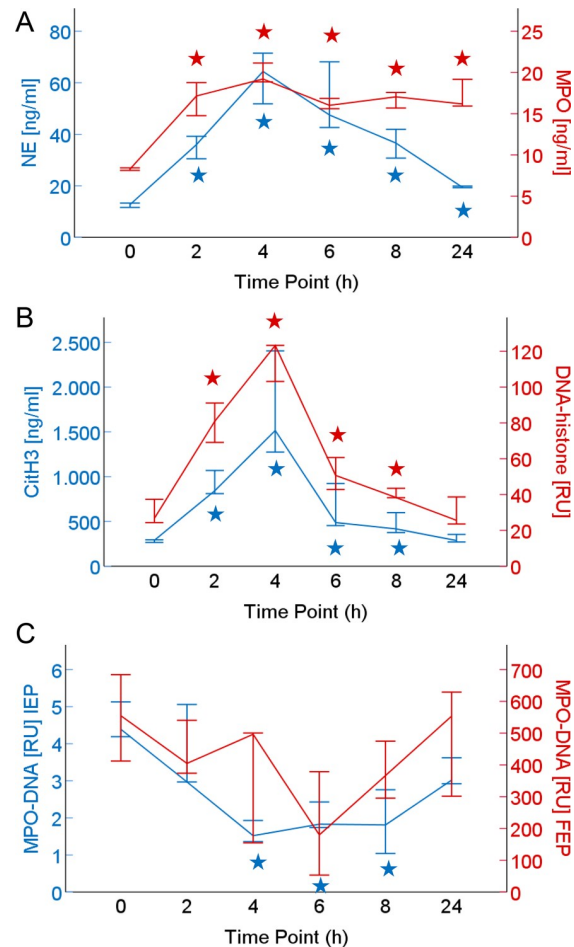 A
80
60
40
20
0
NE [ng/ml]
25
20
15
10
5
0
MPO [ng/ml]
0 2 4 6 8 24
Time Point (h)
B
2.500
2.000
1.500
1.000
500
0
CitH3 [ng/ml]
120
100
80
60
40
20
0
DNA-histone [RU]
0 2 4 6 8 24
Time Point (h)
C
6
5
4
3
2
1
0
MPO-DNA [RU] IEP
700
600
500
400
300
200
100
0
MPO-DNA [RU] FEP
0 2 4 6 8 24
Time Point (h)